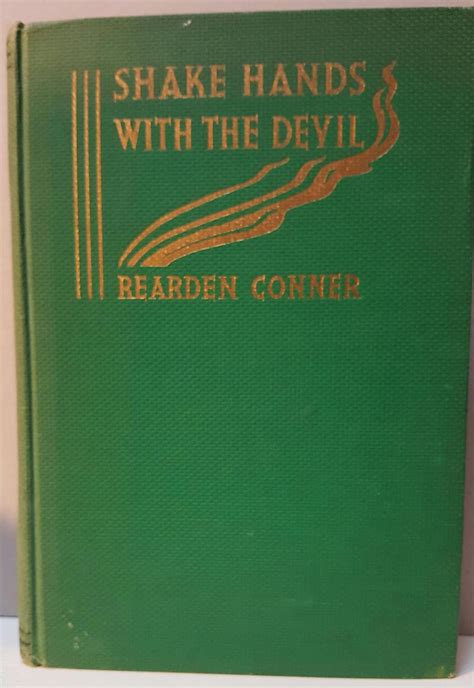 SHAKE HANDS
WITH THE DEVIL
REARDEN CONNER